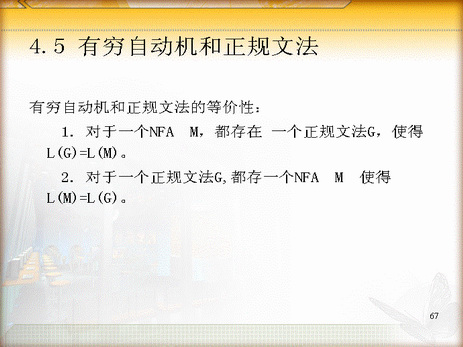 4.5 有穷自动机和正规文法
有穷自动机和正规文法的等价性:
1. 对于一个NFA M, 都存在 一个正规文法G, 使得
L(G)=L(M)。
2. 对于一个正规文法G,都存一个NFA M 使得
L(M)=L(G)。
67